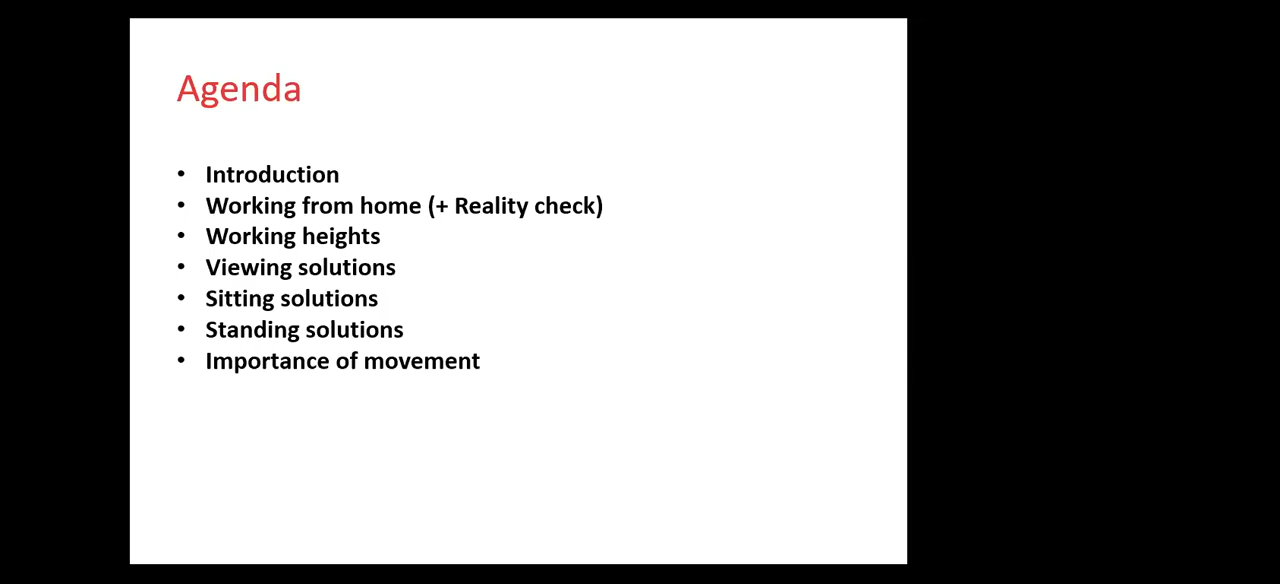 Agenda
• Introduction
• Working from home (+ Reality check)
• Working heights
• Viewing solutions
• Sitting solutions
• Standing solutions
• Importance of movement